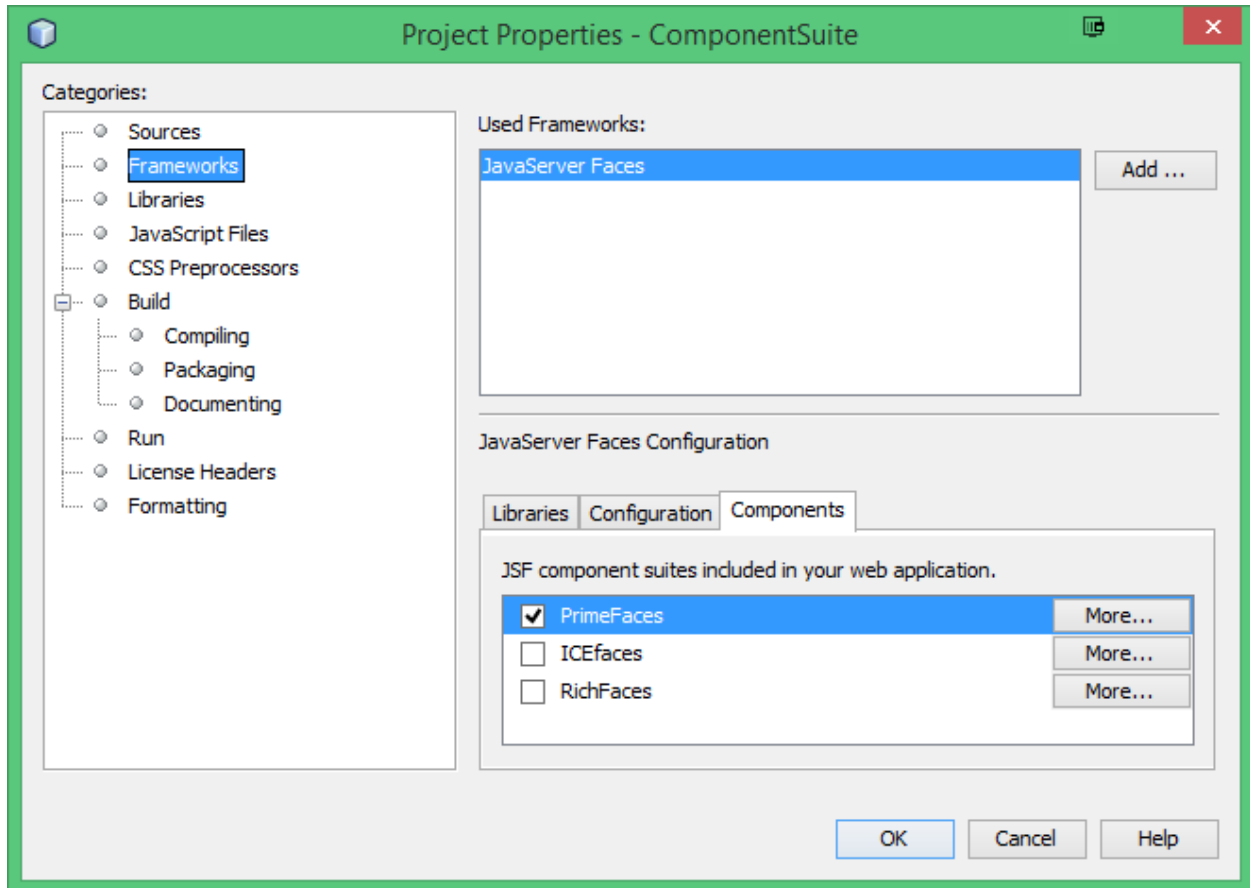 Project Properties - ComponentSuite
Categories:
Sources
Frameworks
Libraries
JavaScript Files
CSS Preprocessors
Build
Compiling
Packaging
Documenting
Run
License Headers
Formatting
Used Frameworks:
JavaServer Faces
Add ...
JavaServer Faces Configuration
Libraries Configuration Components
JSF component suites included in your web application.
PrimeFaces More...
ICEfaces More...
RichFaces More...
OK Cancel Help